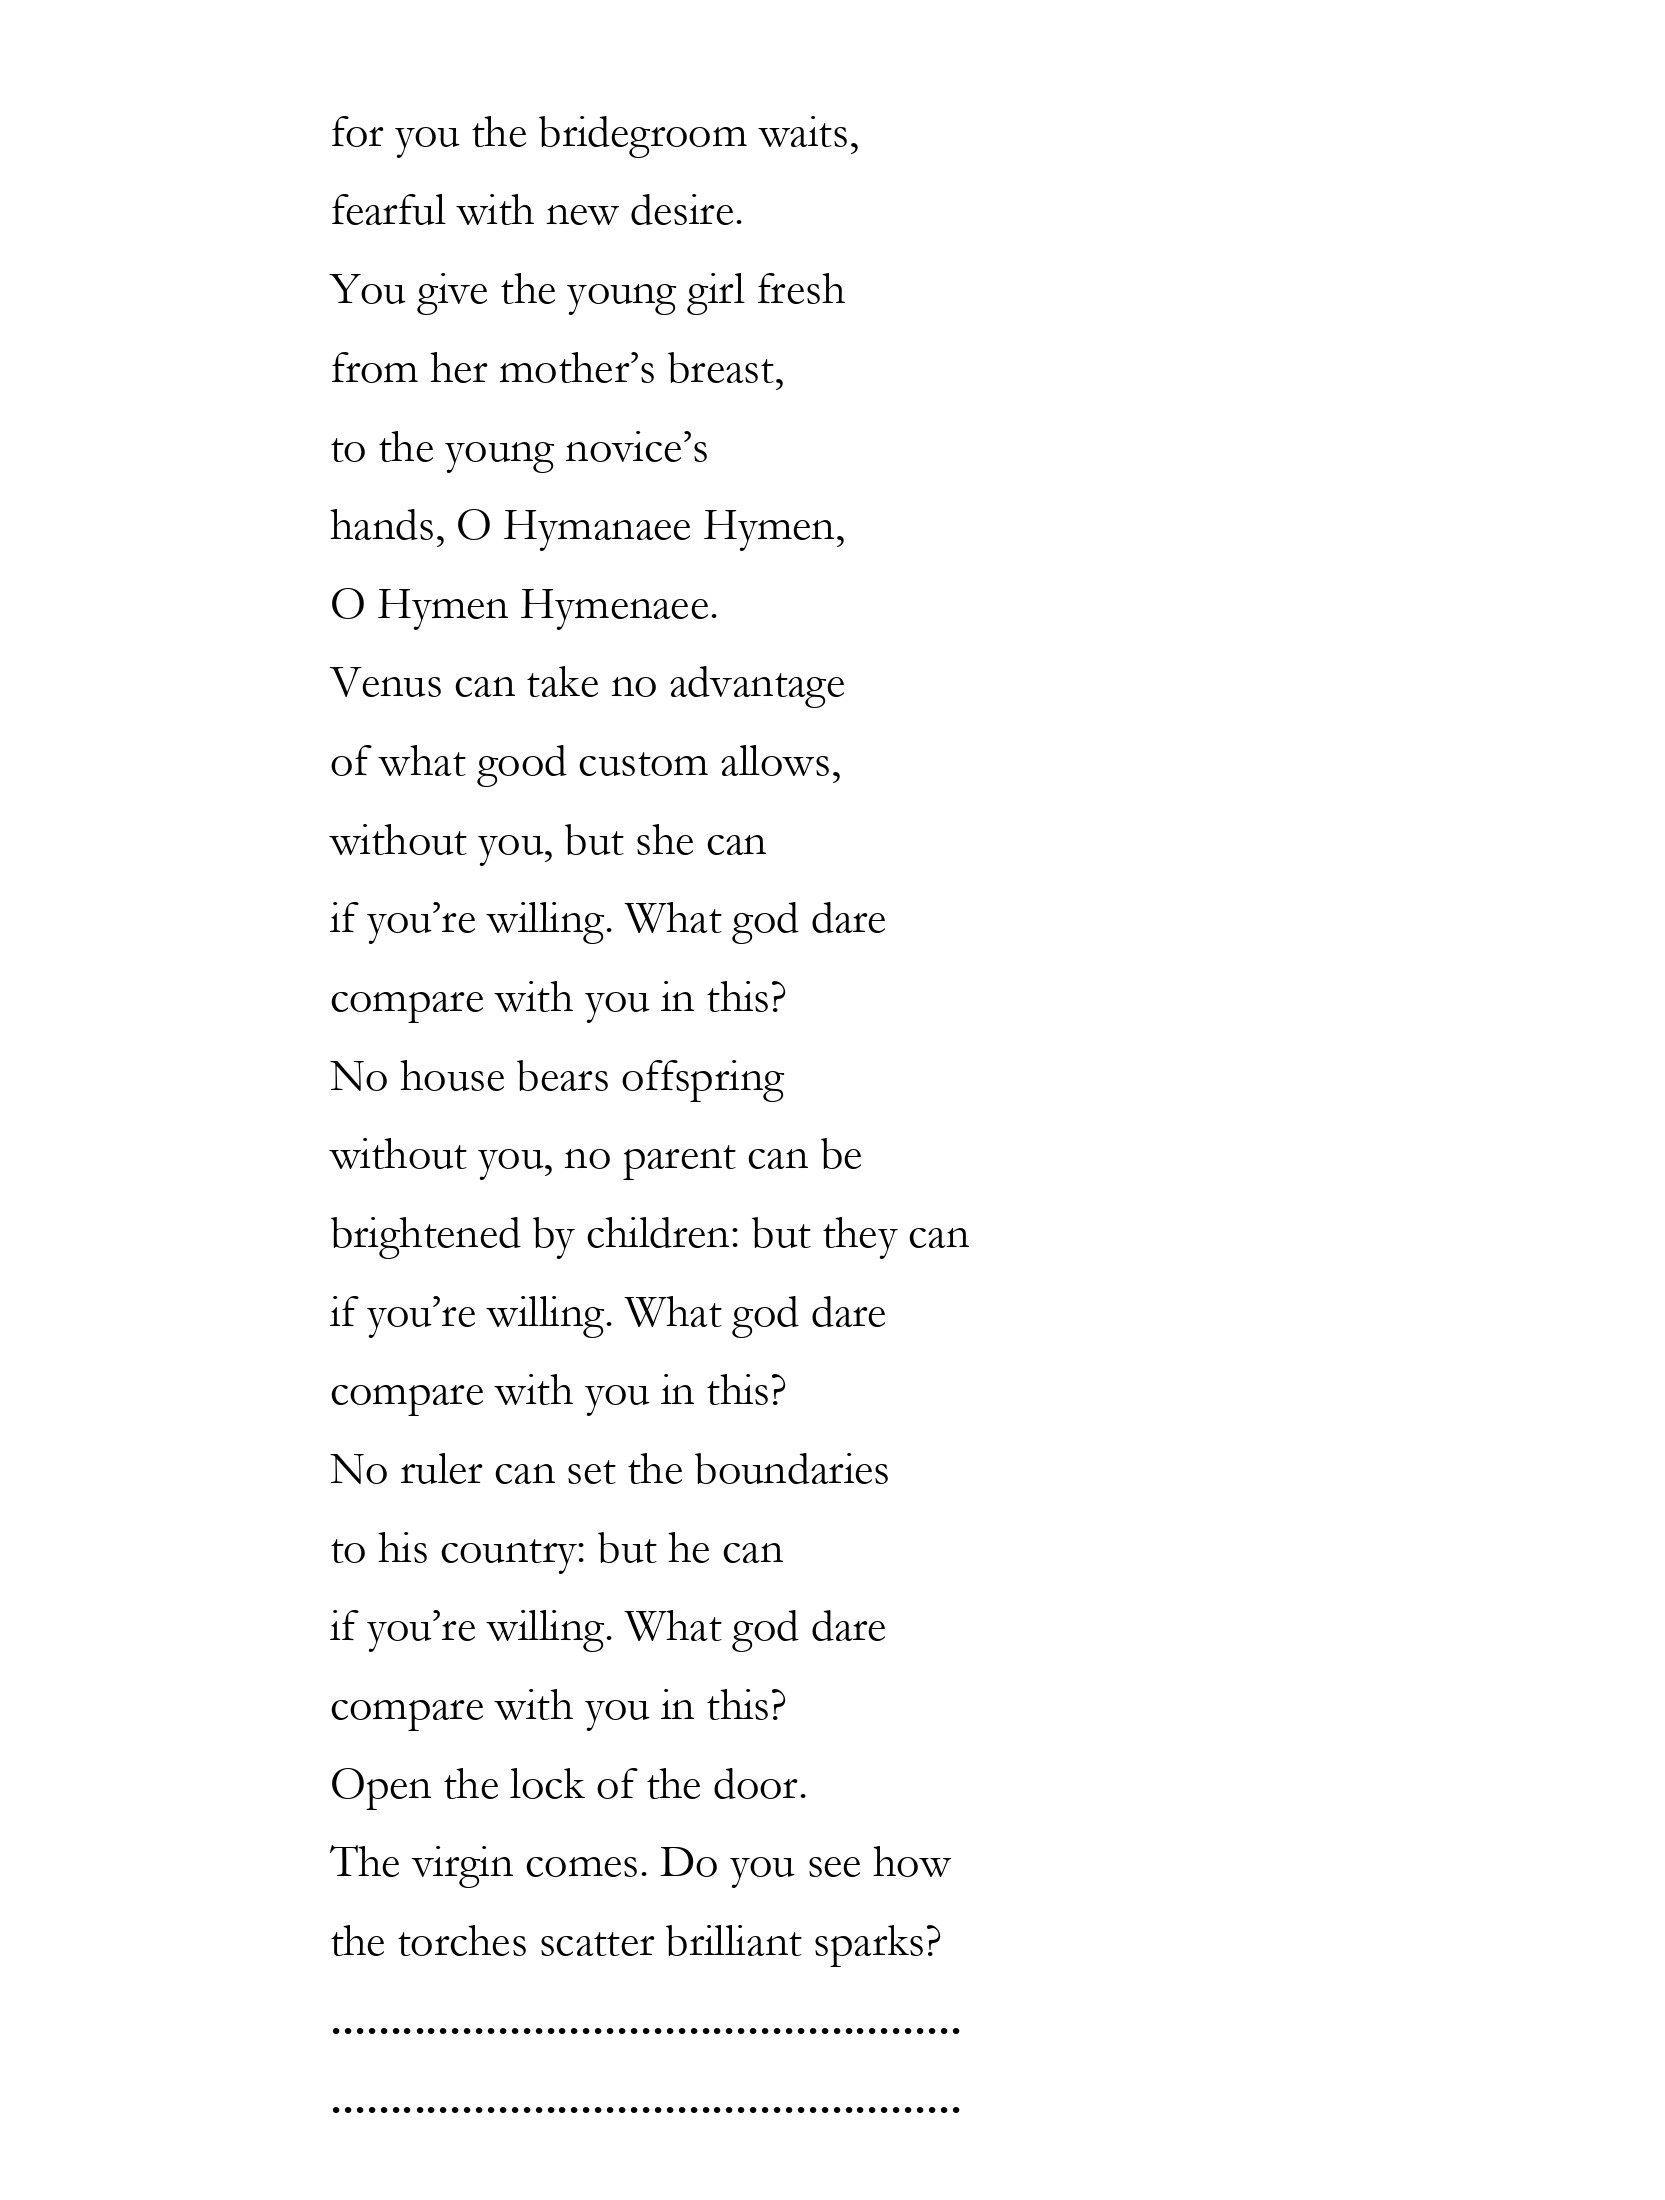 for you the bridegroom waits,
fearful with new desire.
You give the young girl fresh
from her mother’s breast,
to the young novice’s
hands, O Hymanaee Hymen,
O Hymen Hymenaee.
Venus can take no advantage
of what good custom allows,
without you, but she can
if you’re willing. What god dare
compare with you in this?
No house bears offspring
without you, no parent can be
brightened by children: but they can
if you’re willing. What god dare
compare with you in this?
No ruler can set the boundaries
to his country: but he can
if you’re willing. What god dare
compare with you in this?
Open the lock of the door.
The virgin comes. Do you see how
the torches scatter brilliant sparks?
......................................................
......................................................